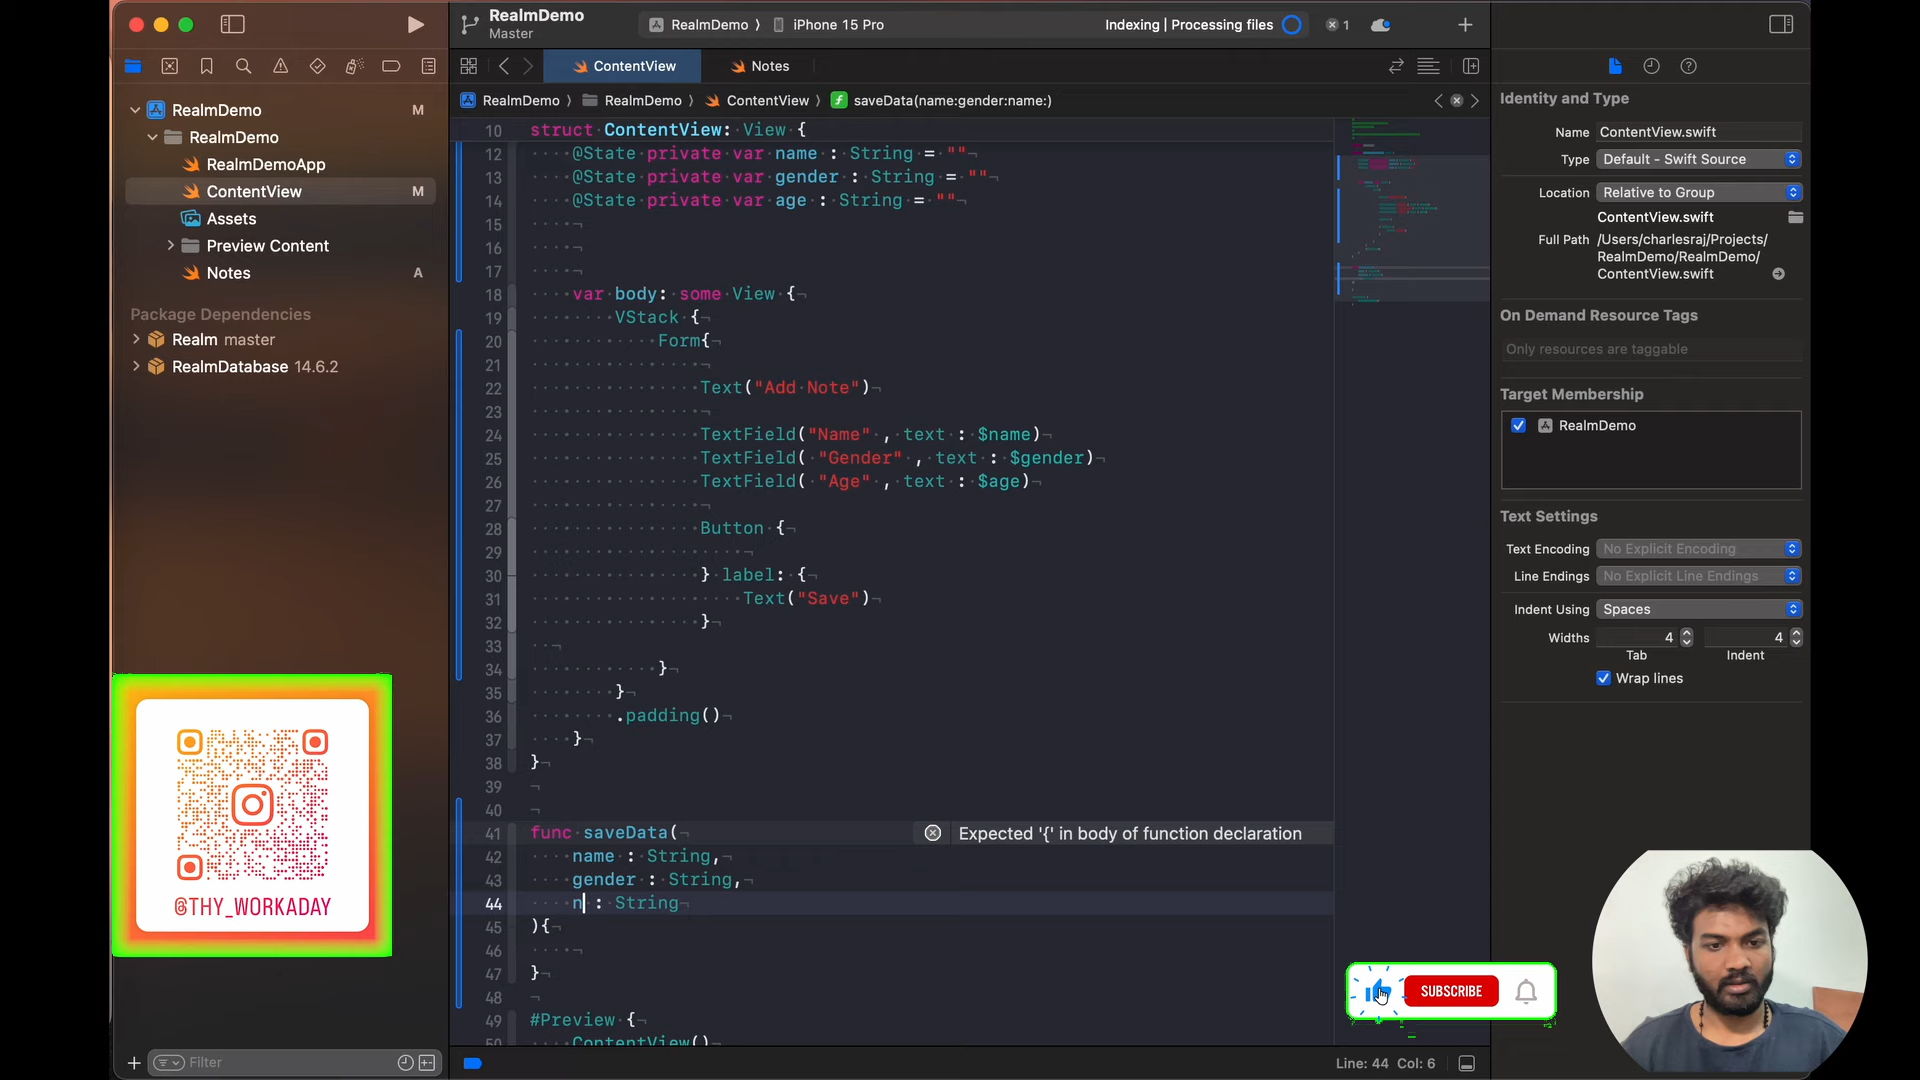 RealmDemo
Master
RealmDemo
iPhone 15 Pro
Indexing | Processing files
1
ContentView
Notes
RealmDemo
RealmDemo
ContentView
saveData(name:gender:name:)
RealmDemo M
RealmDemo
RealmDemoApp
ContentView M
Assets
Preview Content
Notes A
Package Dependencies
Realm master
RealmDatabase 14.6.2
@THY_WORKADAY
Filter
10 struct ContentView: View {
12 @State private var name : String = ""
13 @State private var gender : String = ""
14 @State private var age : String = ""
15
16
17
18 var body: some View {
19 VStack {
20 Form{
21
22 Text("Add Note")
23
24 TextField("Name" , text : $name)
25 TextField( "Gender" , text : $gender)
26 TextField( "Age" , text : $age)
27
28 Button {
29
30 } label: {
31 Text("Save")
32 }
33
34 }
35 }
36 .padding()
37 }
38 }
39
40
41 func saveData( Expected '{' in body of function declaration
42 name : String,
43 gender : String,
44 n : String
45 ){
46
47 }
48
49 #Preview {
50 ContentView()
Line: 44 Col: 6
Identity and Type
Name ContentView.swift
Type Default - Swift Source
Location Relative to Group
ContentView.swift
Full Path /Users/charlesraj/Projects/
RealmDemo/RealmDemo/
ContentView.swift
On Demand Resource Tags
Only resources are taggable
Target Membership
RealmDemo
Text Settings
Text Encoding No Explicit Encoding
Line Endings No Explicit Line Endings
Indent Using Spaces
Widths 4 4
Tab Indent
Wrap lines
SUBSCRIBE